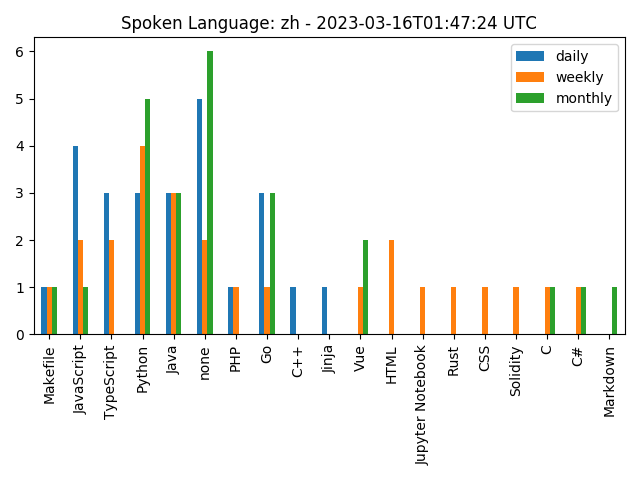 Spoken Language: zh - 2023-03-16T01:47:24 UTC
daily
weekly
monthly
6
5
4
3
2
1
0
Makefile
JavaScript
TypeScript
Python
Java
none
PHP
Go
C++
Jinja
Vue
HTML
Jupyter Notebook
Rust
CSS
Solidity
C
C#
Markdown